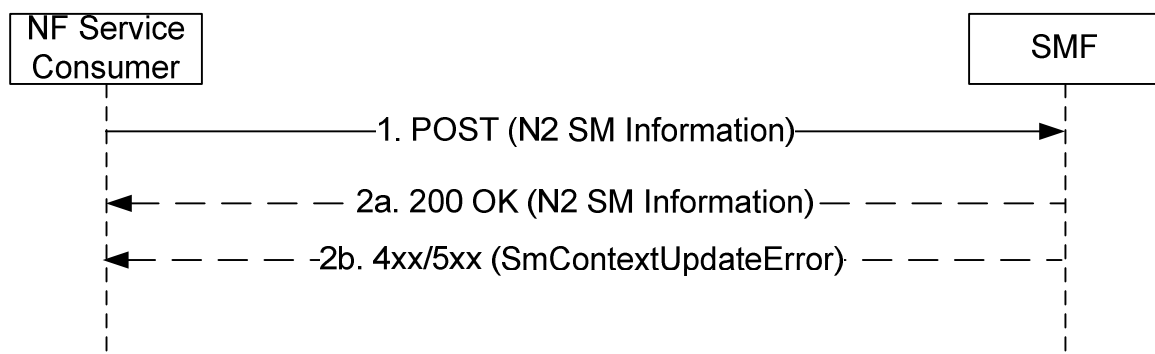 NF Service
Consumer
SMF
1. POST (N2 SM Information)
2a. 200 OK (N2 SM Information)
2b. 4xx/5xx (SmContextUpdateError)